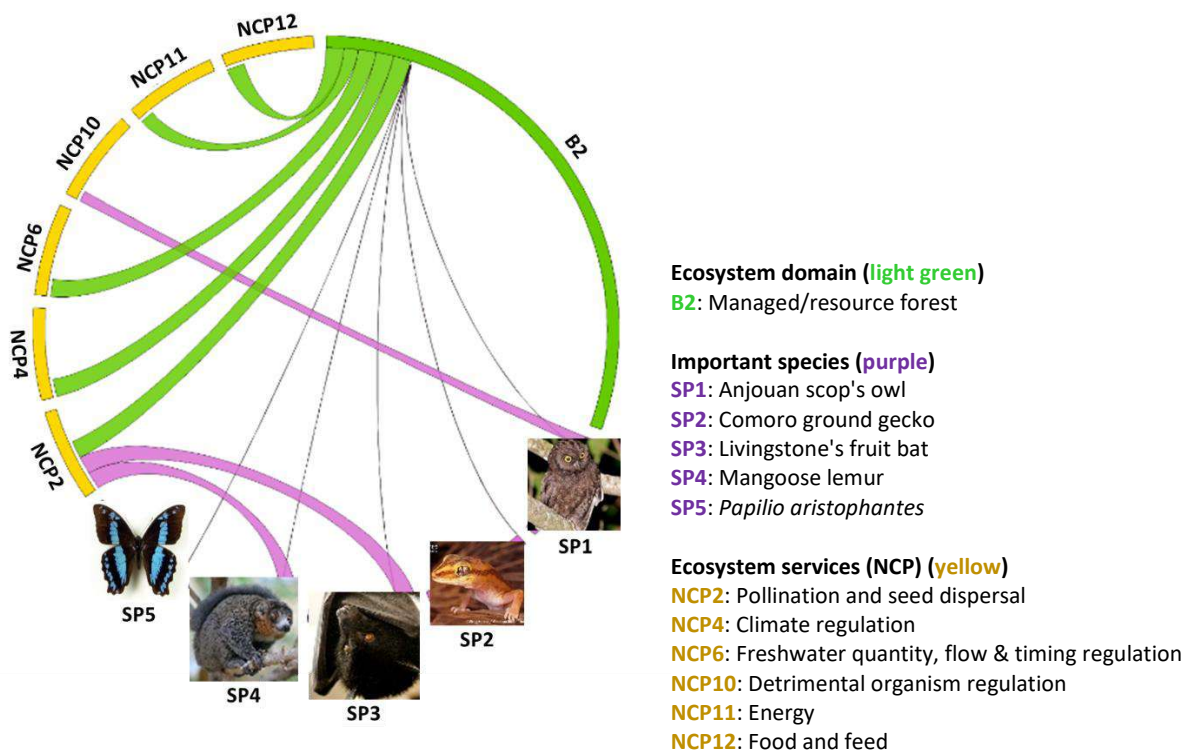 NCP12
NCP11
NCP10
NCP6
NCP4
NCP2
B2
SP1
SP2
SP3
SP4
SP5
Ecosystem domain (light green)
B2: Managed/resource forest
Important species (purple)
SP1: Anjouan scop's owl
SP2: Comoro ground gecko
SP3: Livingstone's fruit bat
SP4: Mangoose lemur
SP5: Papilio aristophantes
Ecosystem services (NCP) (yellow)
NCP2: Pollination and seed dispersal
NCP4: Climate regulation
NCP6: Freshwater quantity, flow & timing regulation
NCP10: Detrimental organism regulation
NCP11: Energy
NCP12: Food and feed